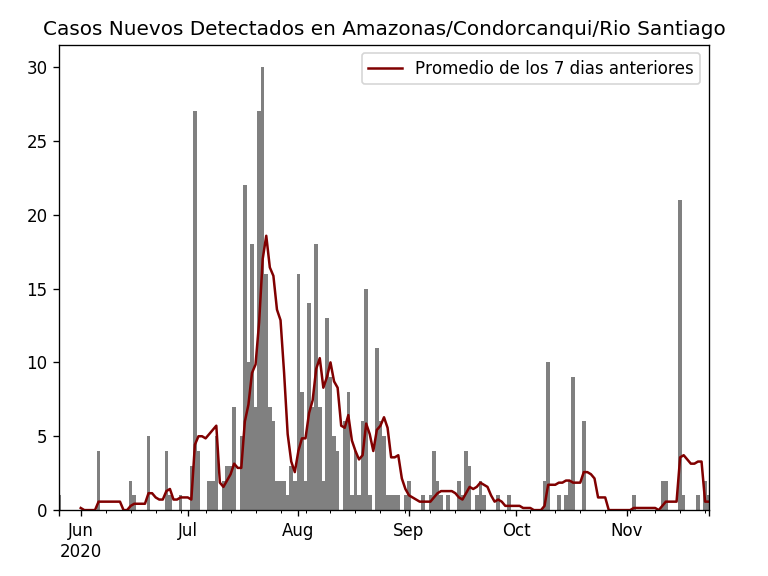 Casos Nuevos Detectados en Amazonas/Condorcanqui/Rio Santiago
Promedio de los 7 dias anteriores
30
25
20
15
10
5
0
Jun Jul Aug Sep Oct Nov
2020